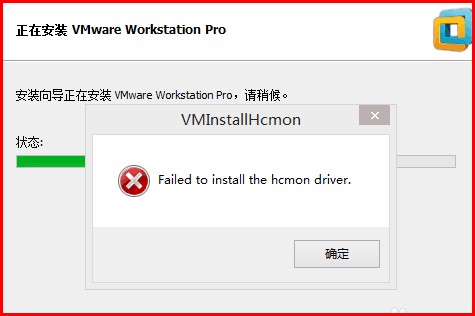 正在安装 VMware Workstation Pro
安装向导正在安装 VMware Workstation Pro，请稍候。
VMInstallHcmon
状态:
Failed to install the hcmon driver.
确定